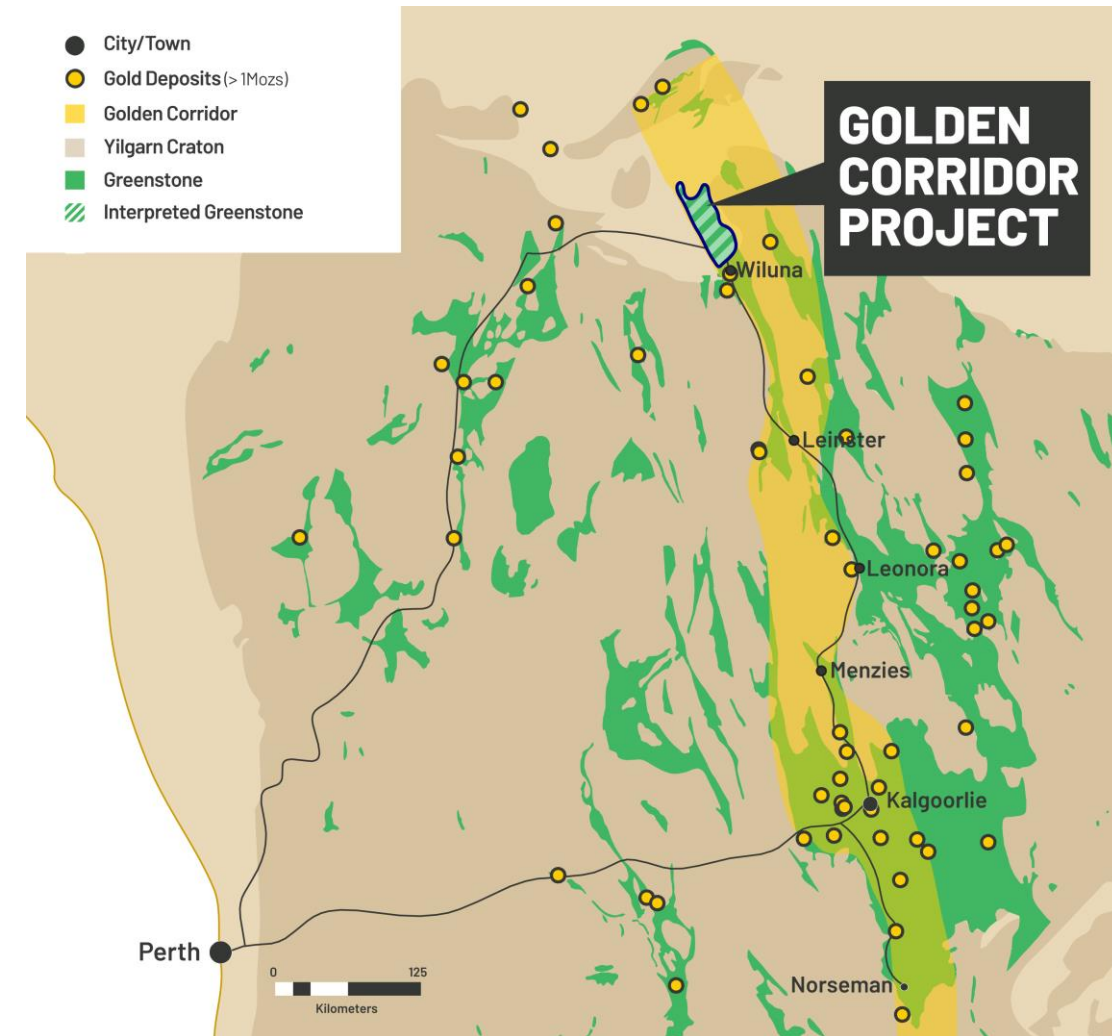 City/Town
Gold Deposits (> 1Mozs)
Golden Corridor
Yilgarn Craton
Greenstone
Interpreted Greenstone
GOLDEN
CORRIDOR
PROJECT
Wiluna
Leinster
Leonora
Menzies
Kalgoorlie
Perth
0 125
Kilometers
Norseman